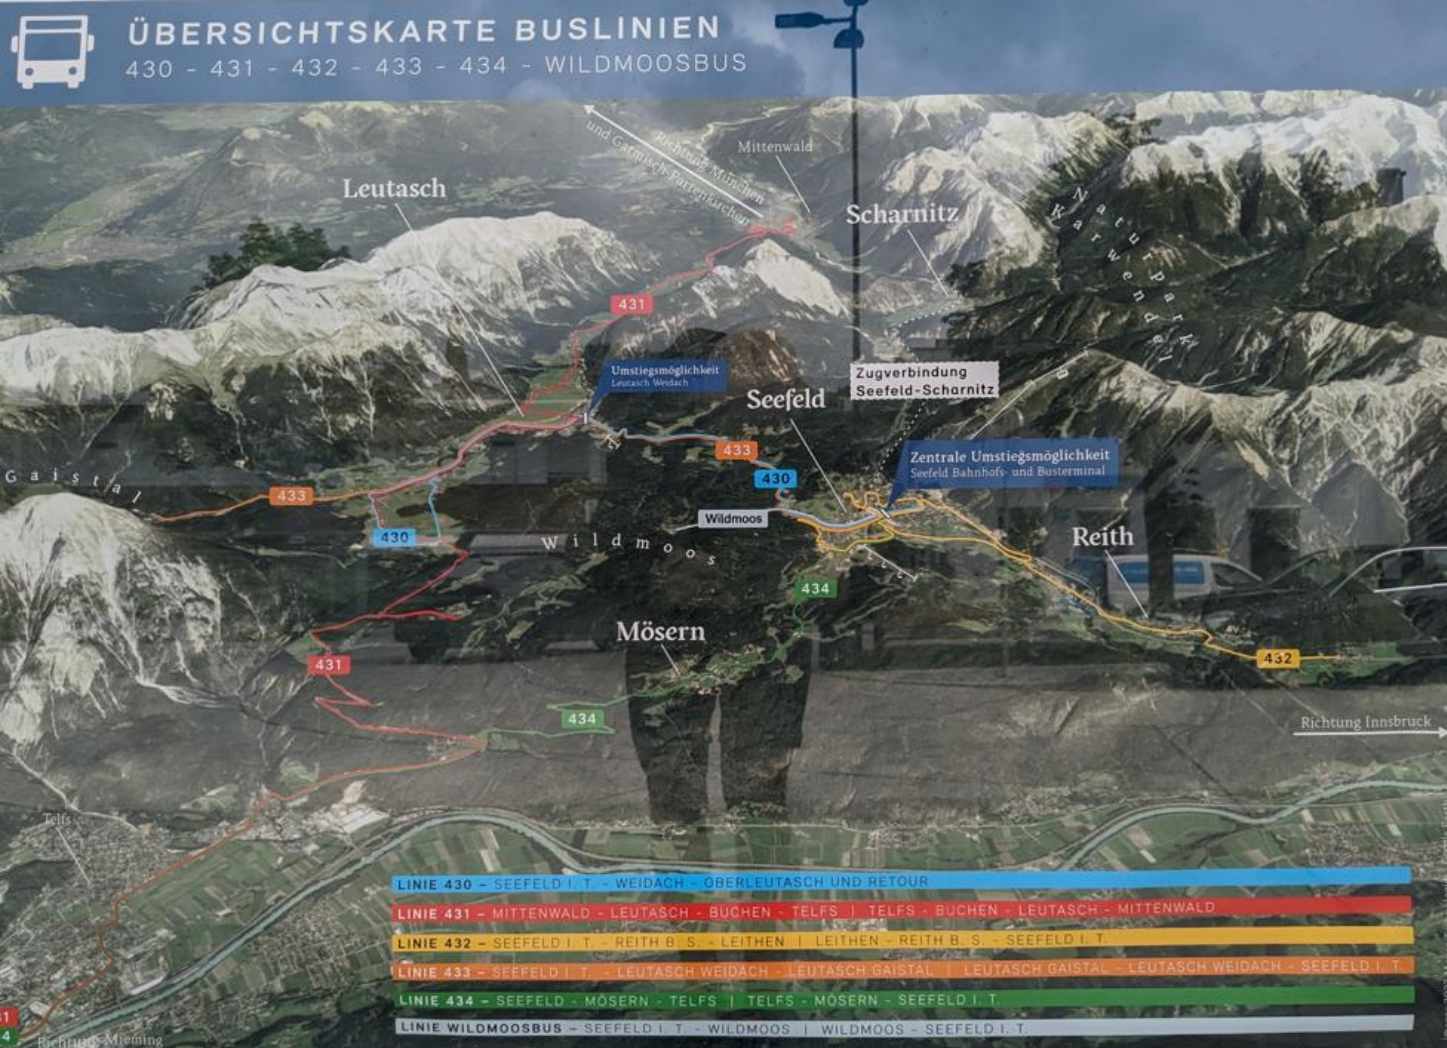 ÜBERSICHTSKARTE BUSLINIEN
430 - 431 - 432 - 433 - 434 - WILDMOOSBUS
Richtung München
und Garmisch-Partenkirchen
Mittenwald
Leutasch
Scharnitz
Naturpark
Karwendel
431
Umstiegsmöglichkeit
Leutasch Weidach
Zugverbindung
Seefeld-Scharnitz
Seefeld
433
Zentrale Umstiegsmöglichkeit
Seefeld Bahnhofs- und Busterminal
Gaistal
433
430
Wildmoos
430
Wildmoos
Reith
434
Mösern
431
432
434
Richtung Innsbruck
Telfs
LINIE 430 – SEEFELD I. T. - WEIDACH - OBERLEUTASCH UND RETOUR
LINIE 431 – MITTENWALD - LEUTASCH - BUCHEN - TELFS | TELFS - BUCHEN - LEUTASCH - MITTENWALD
LINIE 432 – SEEFELD I. T. - REITH B. S. - LEITHEN | LEITHEN - REITH B. S. - SEEFELD I. T.
LINIE 433 – SEEFELD I. T. - LEUTASCH WEIDACH - LEUTASCH GAISTAL | LEUTASCH GAISTAL - LEUTASCH WEIDACH - SEEFELD I. T.
LINIE 434 – SEEFELD - MÖSERN - TELFS | TELFS - MÖSERN - SEEFELD I. T.
LINIE WILDMOOSBUS – SEEFELD I. T. - WILDMOOS | WILDMOOS - SEEFELD I. T.
31
4
Richtung Mieming